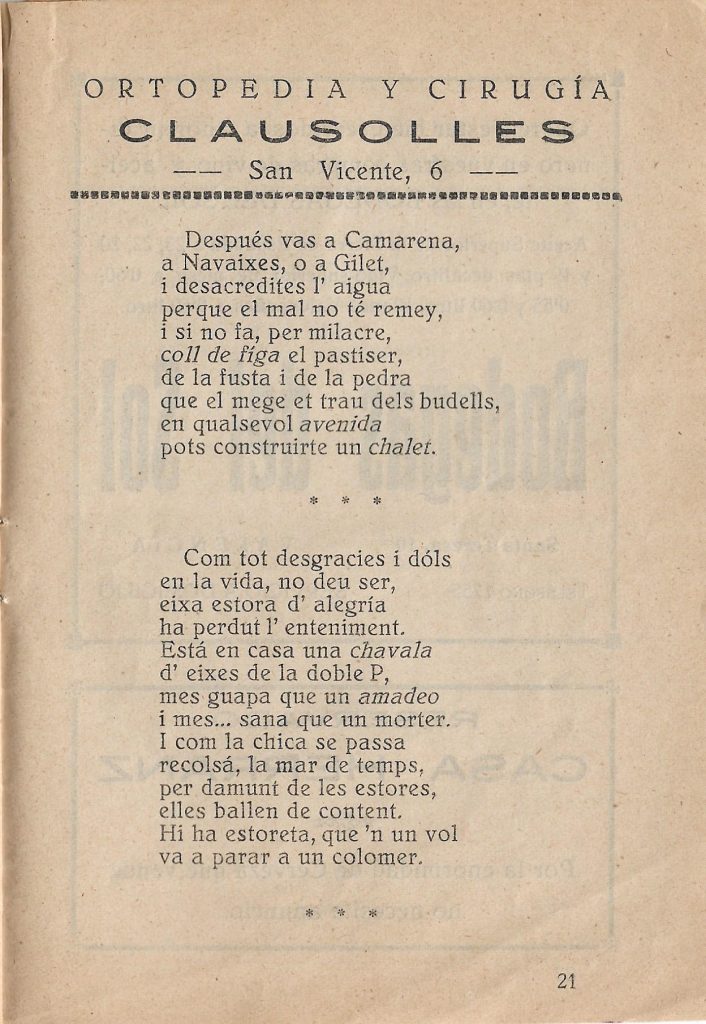 ORTOPEDIA Y CIRUGÍA
CLAUSOLLES
—— San Vicente, 6 ——
Después vas a Camarena,
a Navaixes, o a Gilet,
i desacredites l' aigua
perque el mal no té remey,
i si no fa, per milacre,
coll de figa el pastiser,
de la fusta i de la pedra
que el mege et trau dels budells,
en qualsevol avenida
pots construirte un chalet.
* * *
Com tot desgracies i dóls
en la vida, no deu ser,
eixa estora d' alegría
ha perdut l' enteniment.
Está en casa una chavala
d' eixes de la doble P,
mes guapa que un amadeo
i mes... sana que un morter.
I com la chica se passa
recolsá, la mar de temps,
per damunt de les estores,
elles ballen de content.
Hi ha estoreta, que 'n un vol
va a parar a un colomer.
* * *
21